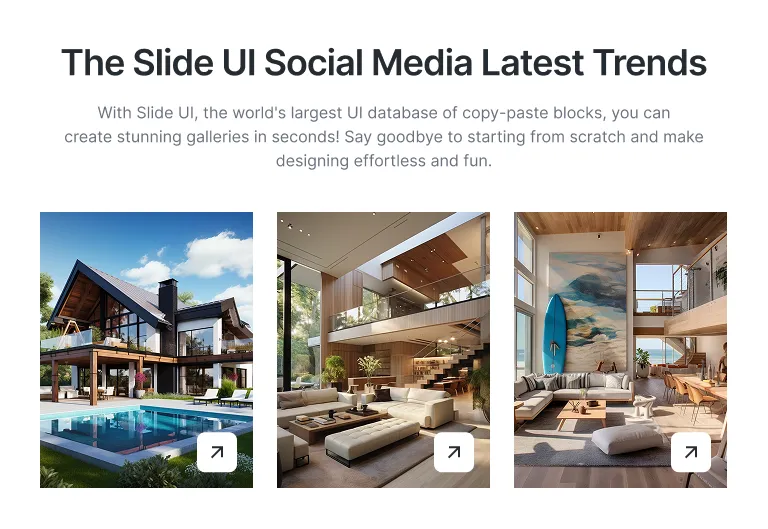 The Slide UI Social Media Latest Trends
With Slide UI, the world's largest UI database of copy-paste blocks, you can
create stunning galleries in seconds! Say goodbye to starting from scratch and make
designing effortless and fun.